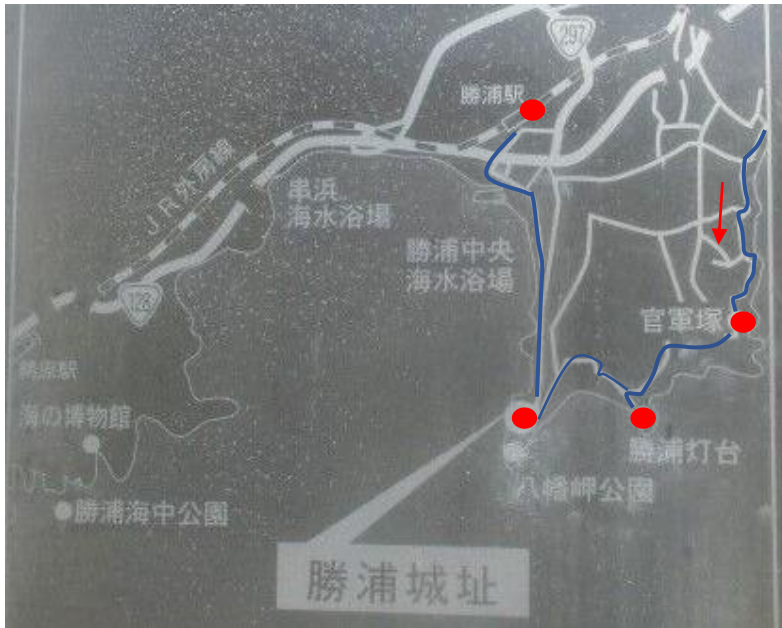 297
勝浦駅
JR外房線
串浜
海水浴場
勝浦中央
海水浴場
128
官軍塚
鵜原駅
海の博物館
勝浦灯台
八幡岬公園
勝浦海中公園
勝浦城址